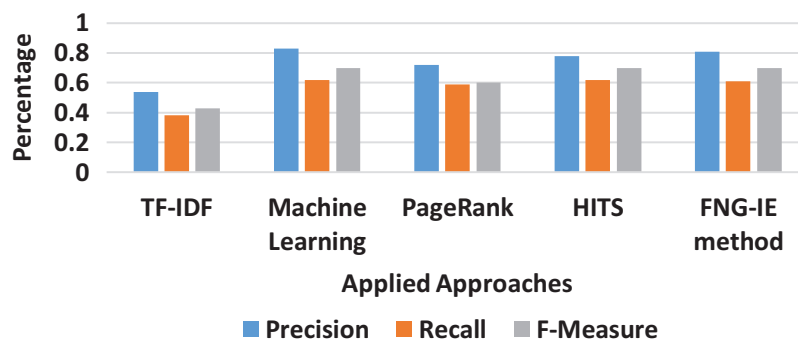 1
0.8
0.6
0.4
0.2
0
Percentage
TF-IDF
Machine
Learning
PageRank
HITS
FNG-IE
method
Applied Approaches
Precision Recall F-Measure